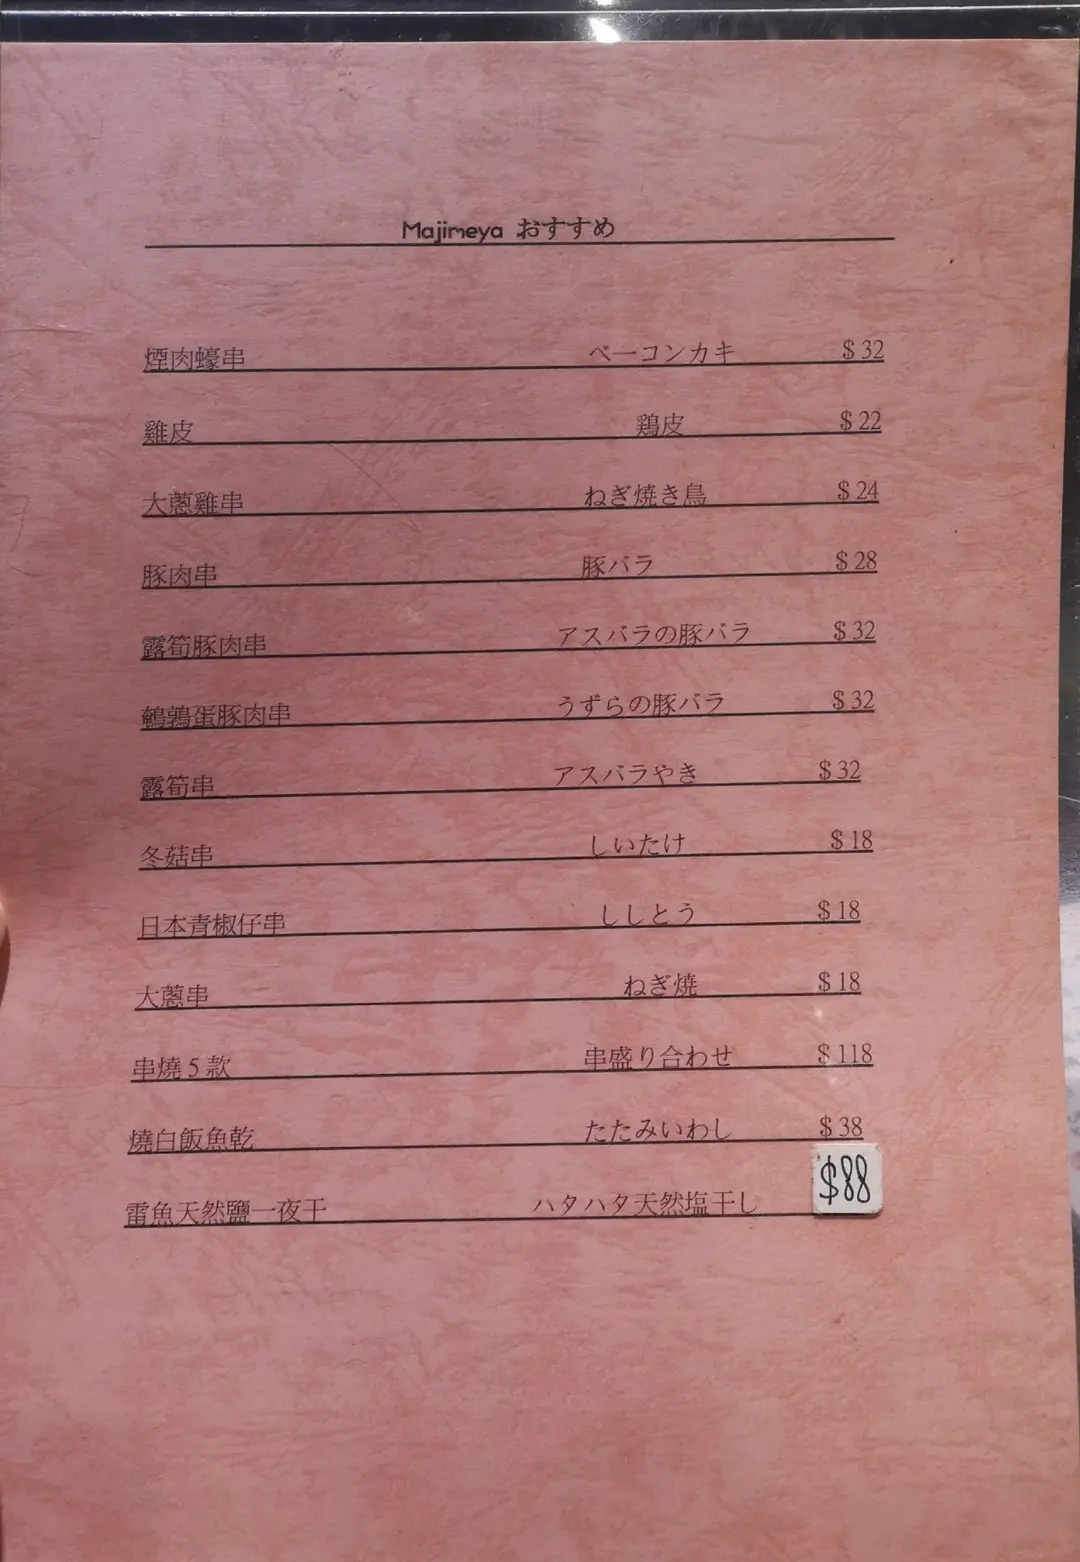 Majimeya おすすめ
煙肉蠔串 ベーコンカキ $ 32
雞皮 鶏皮 $ 22
大蔥雞串 ねぎ焼き鳥 $ 24
豚肉串 豚バラ $ 28
露筍豚肉串 アスバラの豚バラ $ 32
鵪鶉蛋豚肉串 うずらの豚バラ $ 32
露筍串 アスバラやき $ 32
冬菇串 しいたけ $ 18
日本青椒仔串 ししとう $ 18
大蔥串 ねぎ焼 $ 18
串燒 5 款 串盛り合わせ $ 118
燒白飯魚乾 たたみいわし $ 38
雷魚天然鹽一夜干 ハタハタ天然塩干し $88